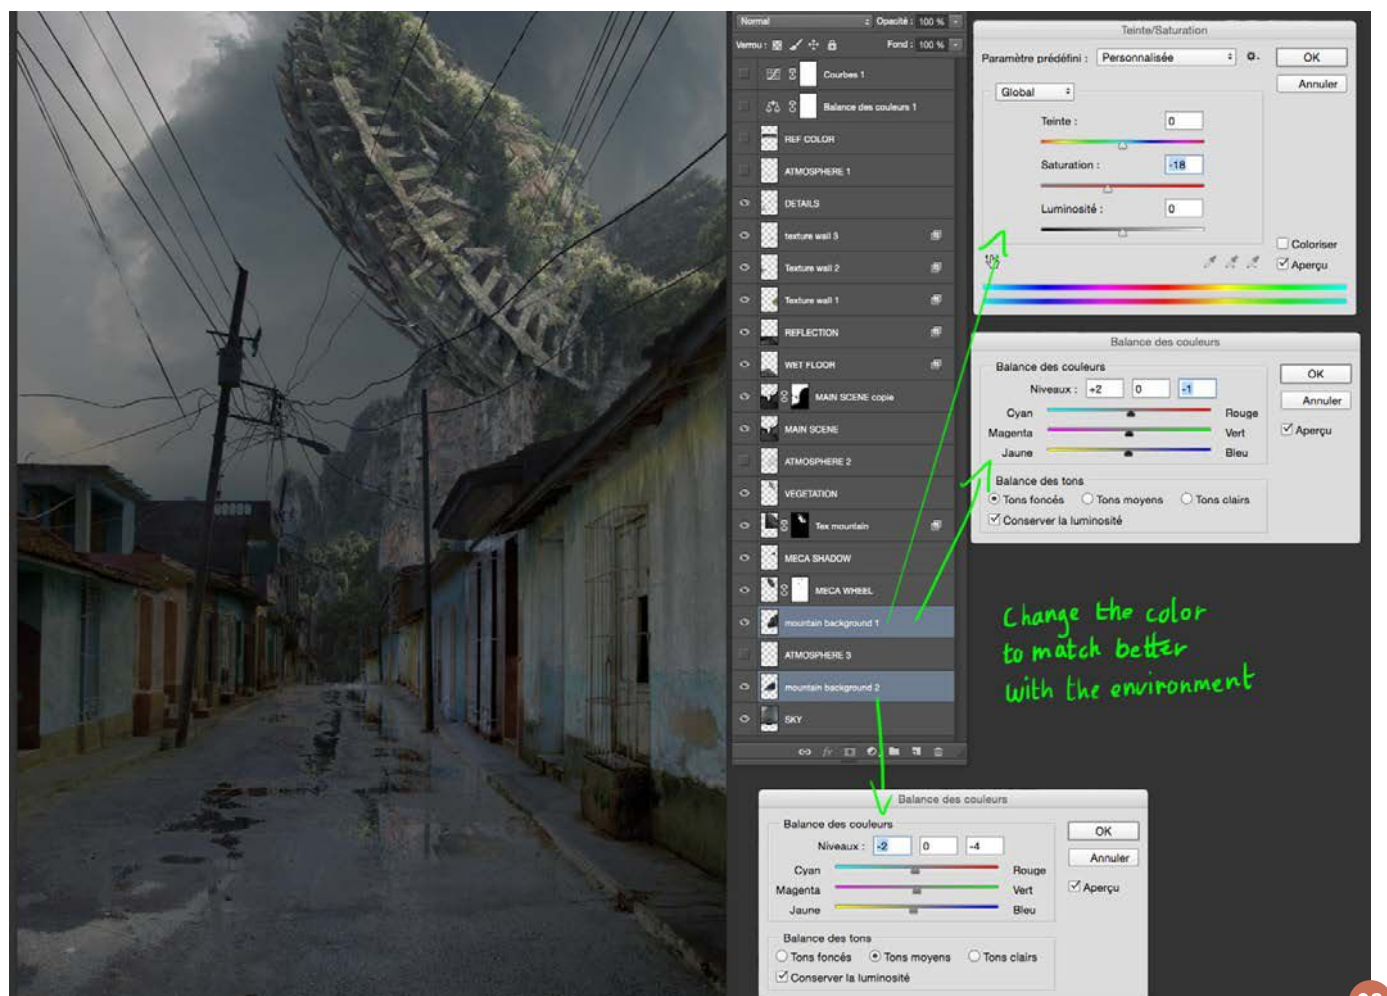 Normal
Opacité : 100 %
Verrou :
Fond : 100 %
Courbes 1
Balance des couleurs 1
REF COLOR
ATMOSPHERE 1
DETAILS
texture wall 3
Texture wall 2
Texture wall 1
REFLECTION
WET FLOOR
MAIN SCENE copie
MAIN SCENE
ATMOSPHERE 2
VEGETATION
Tex mountain
MECA SHADOW
MECA WHEEL
mountain background 1
ATMOSPHERE 3
mountain background 2
SKY
fx
Teinte/Saturation
Paramètre prédéfini : Personnalisée
OK
Annuler
Global
Teinte : 0
Saturation : -18
Luminosité : 0
Coloriser
Aperçu
Balance des couleurs
Balance des couleurs
Niveaux : +2 0 -1
OK
Annuler
Cyan Rouge
Aperçu
Magenta Vert
Jaune Bleu
Balance des tons
Tons foncés Tons moyens Tons clairs
Conserver la luminosité
Change the color
to match better
with the environment
Balance des couleurs
Balance des couleurs
Niveaux : -2 0 -4
OK
Annuler
Cyan Rouge
Aperçu
Magenta Vert
Jaune Bleu
Balance des tons
Tons foncés Tons moyens Tons clairs
Conserver la luminosité